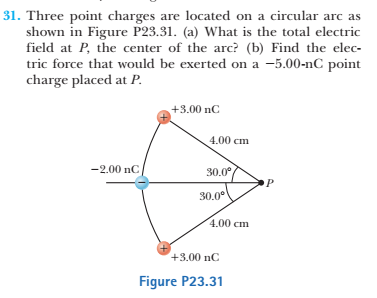 31. Three point charges are located on a circular arc as
shown in Figure P23.31. (a) What is the total electric
field at P, the center of the arc? (b) Find the elec-
tric force that would be exerted on a −5.00-nC point
charge placed at P.
+3.00 nC
4.00 cm
−2.00 nC
30.0°
P
30.0°
4.00 cm
+3.00 nC
Figure P23.31